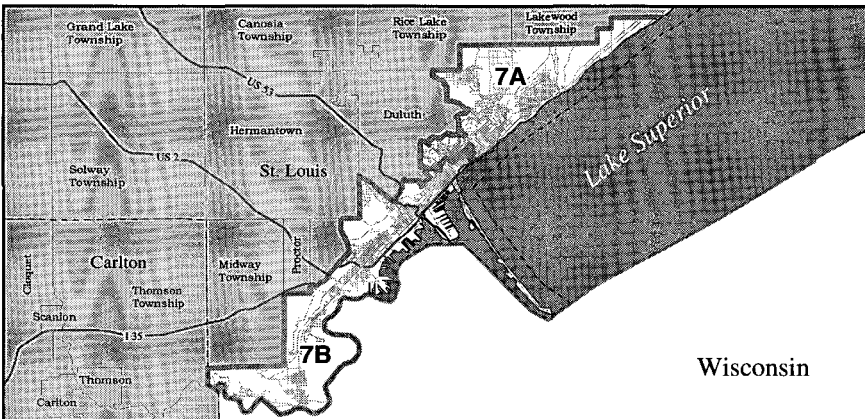 Grand Lake
Township
Canosia
Township
Rice Lake
Township
Lakewood
Township
7A
US 53
Duluth
Hermantown
Lake Superior
US 2
St. Louis
Solway
Township
Carlton
Midway
Township
Proctor
Cloquet
Thomson
Township
Scanlon
I 35
7B
Wisconsin
Thomson
Carlton